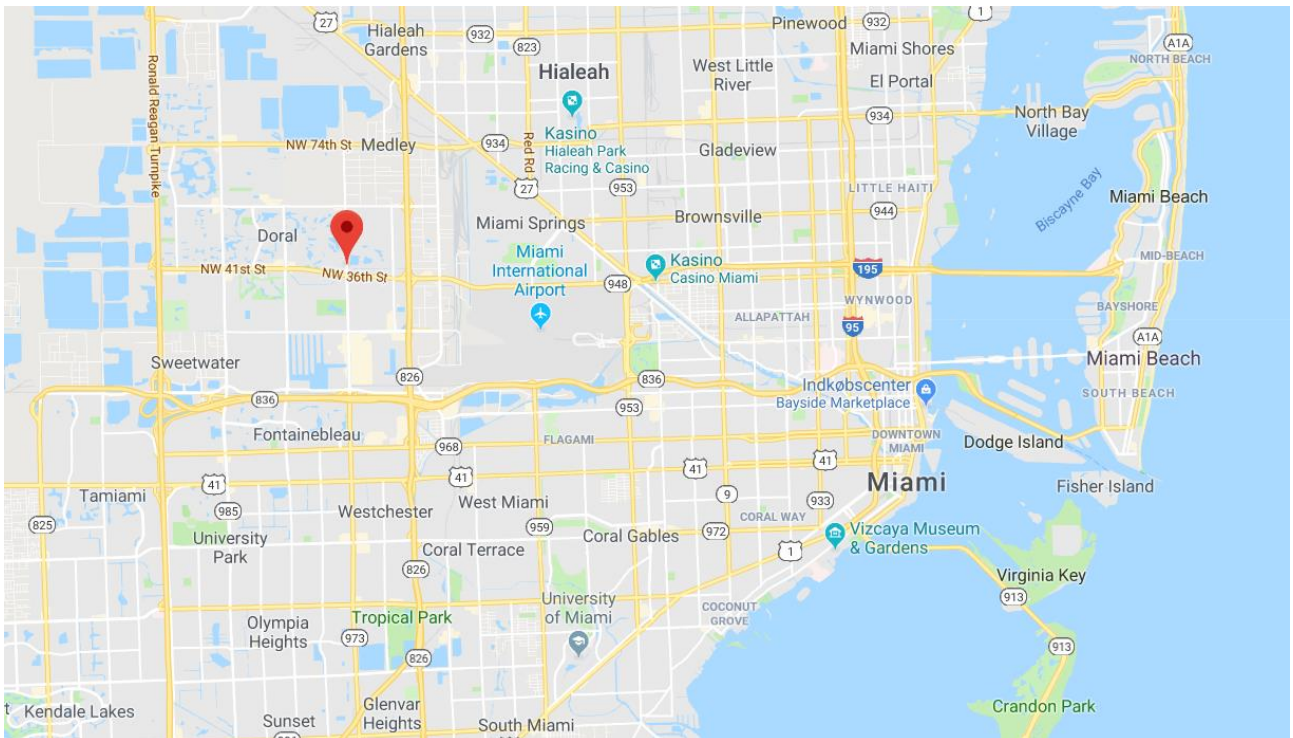 27
Hialeah
Gardens
932
823
Pinewood
932
1
Miami Shores
A1A
NORTH BEACH
Ronald Reagan Turnpike
Hialeah
West Little
River
El Portal
Kasino
Hialeah Park
Racing & Casino
934
North Bay
Village
NW 74th St
Medley
934
Red Rd
Gladeview
27
953
LITTLE HAITI
Biscayne Bay
Miami Beach
Miami Springs
Brownsville
944
Doral
Miami
International
Airport
Kasino
Casino Miami
195
MID-BEACH
NW 41st St
NW 36th St
948
WYNWOOD
ALLAPATTAH
95
BAYSHORE
A1A
Sweetwater
826
836
Miami Beach
836
953
Indkøbscenter
Bayside Marketplace
SOUTH BEACH
Fontainebleau
968
FLAGAMI
DOWNTOWN
MIAMI
Dodge Island
41
41
41
41
Miami
Fisher Island
Tamiami
985
Westchester
West Miami
9
933
825
University
Park
959
Coral Gables
972
CORAL WAY
1
Vizcaya Museum
& Gardens
Coral Terrace
826
Virginia Key
913
University
of Miami
COCONUT
GROVE
Olympia
Heights
Tropical Park
973
826
913
t
Kendale Lakes
Sunset
Glenvar
Heights
South Miami
Crandon Park